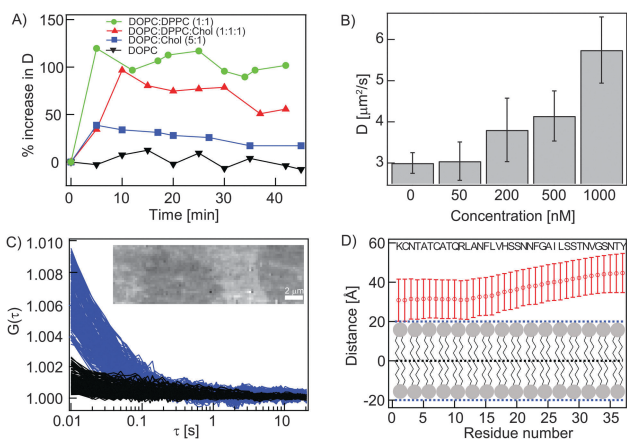 A)
DOPC:DPPC (1:1)
DOPC:DPPC:Chol (1:1:1)
DOPC:Chol (5:1)
DOPC
% increase in D
150
100
50
0
0 10 20 30 40
Time [min]
B)
D [μm²/s]
6
5
4
3
0 50 200 500 1000
Concentration [nM]
C)
G(τ)
1.010
1.008
1.006
1.004
1.002
1.000
2 μm
0.01 0.1 1 10
τ [s]
D)
KCNTATCATQRLANFLVHSSNNFGAILSSTNVGSNTY
Distance [Å]
60
40
20
0
-20
0 5 10 15 20 25 30 35
Residue number